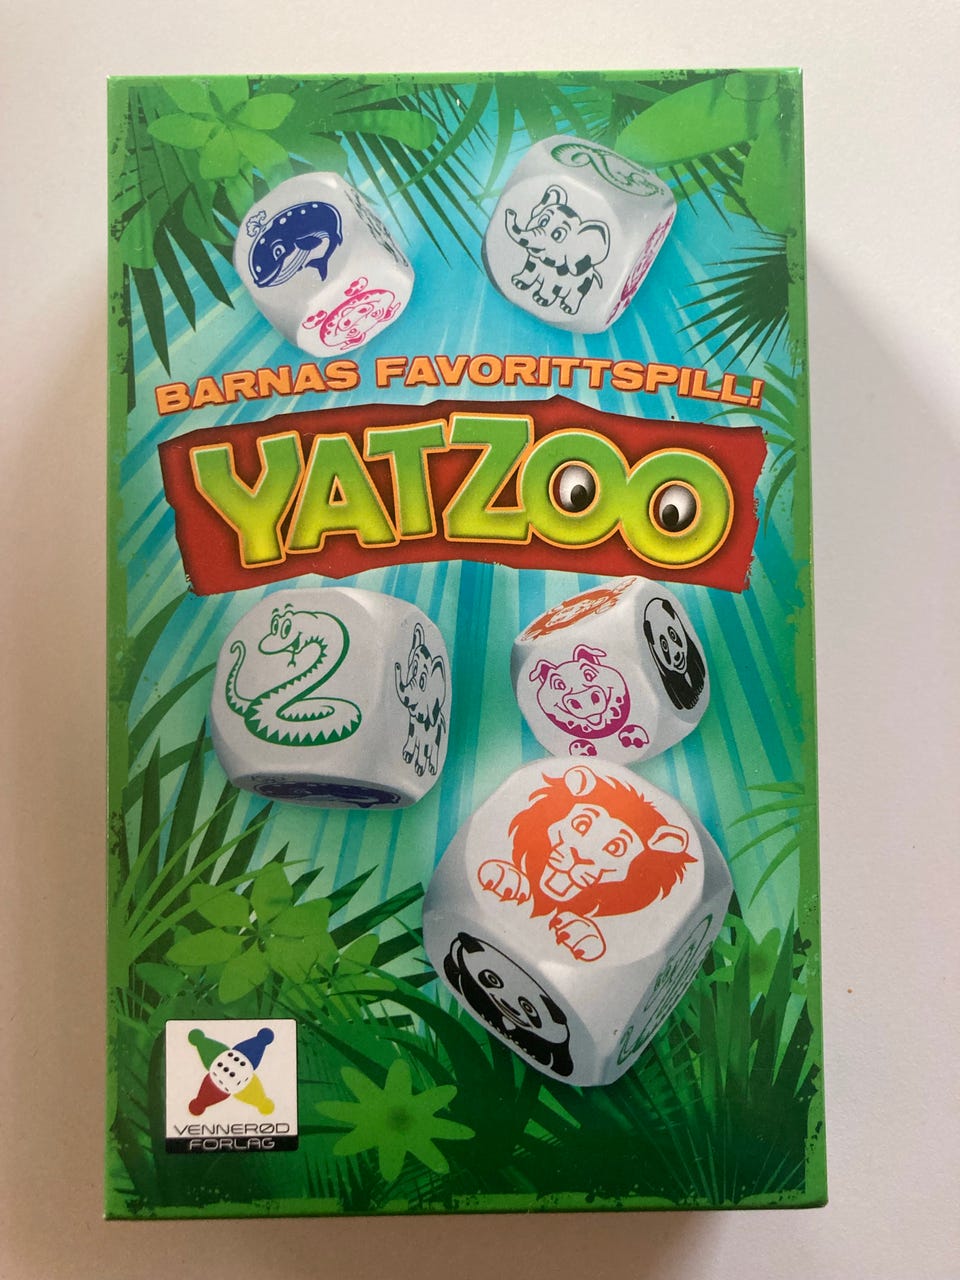 BARNAS FAVORITTSPILL!
YATZOO
VENNERØD
FORLAG